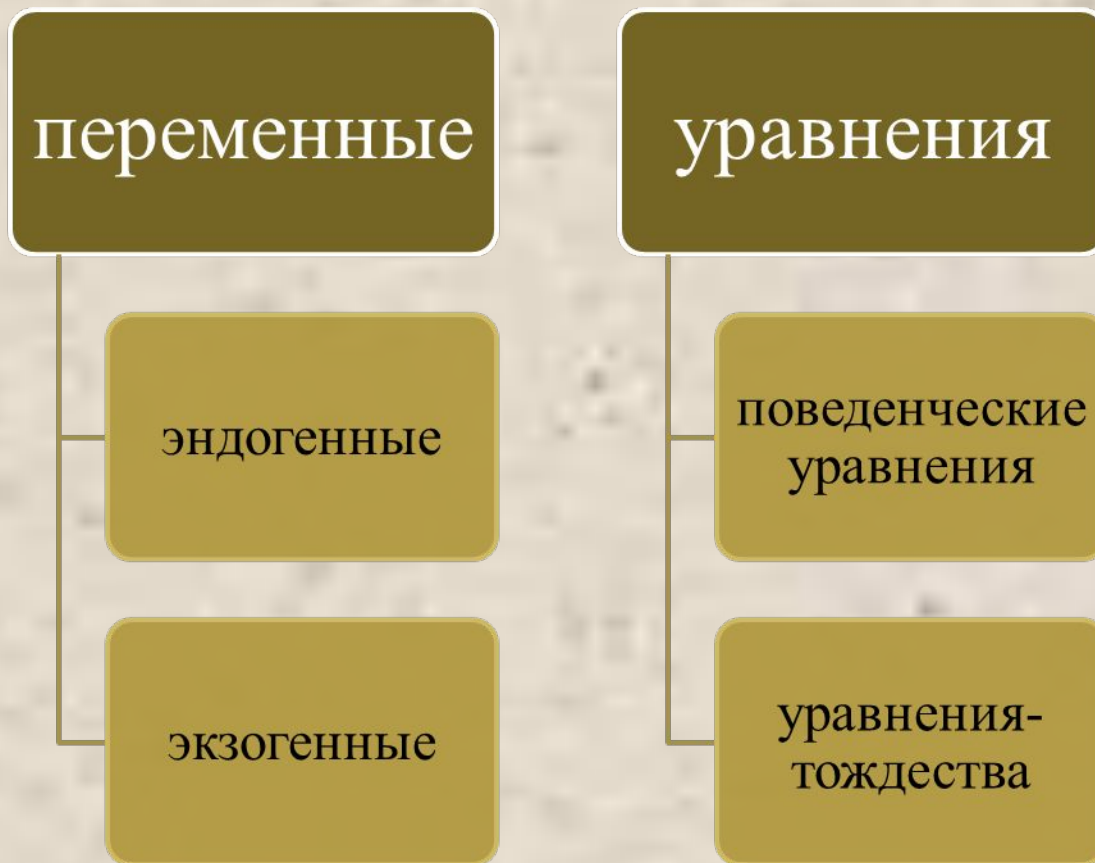 переменные
эндогенные
экзогенные
уравнения
поведенческие
уравнения
уравнения-
тождества